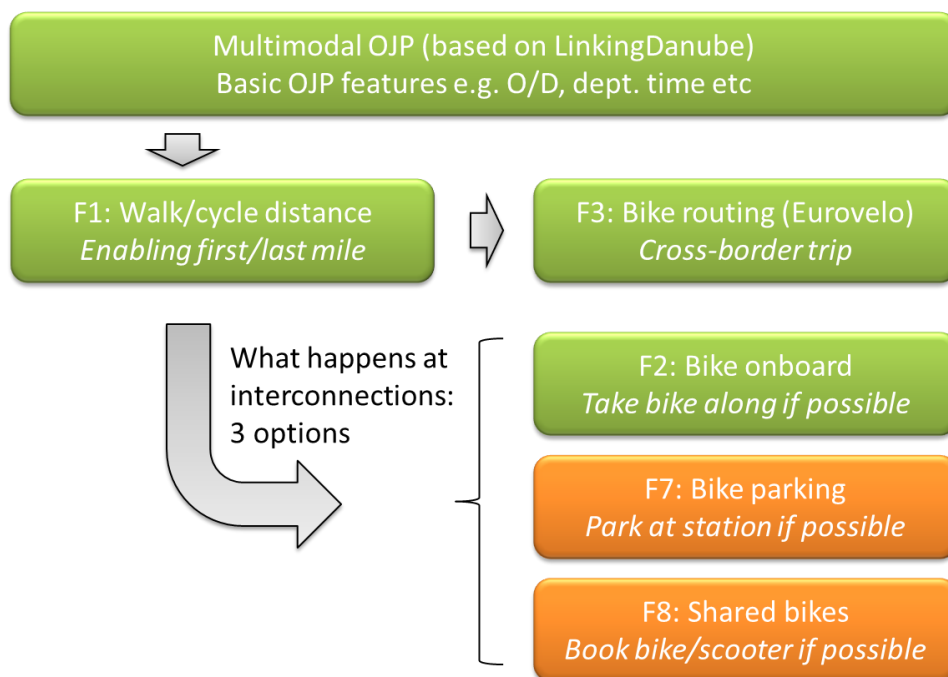 Multimodal OJP (based on LinkingDanube)
Basic OJP features e.g. O/D, dept. time etc
F1: Walk/cycle distance
Enabling first/last mile
F3: Bike routing (Eurovelo)
Cross-border trip
What happens at
interconnections:
3 options
F2: Bike onboard
Take bike along if possible
F7: Bike parking
Park at station if possible
F8: Shared bikes
Book bike/scooter if possible